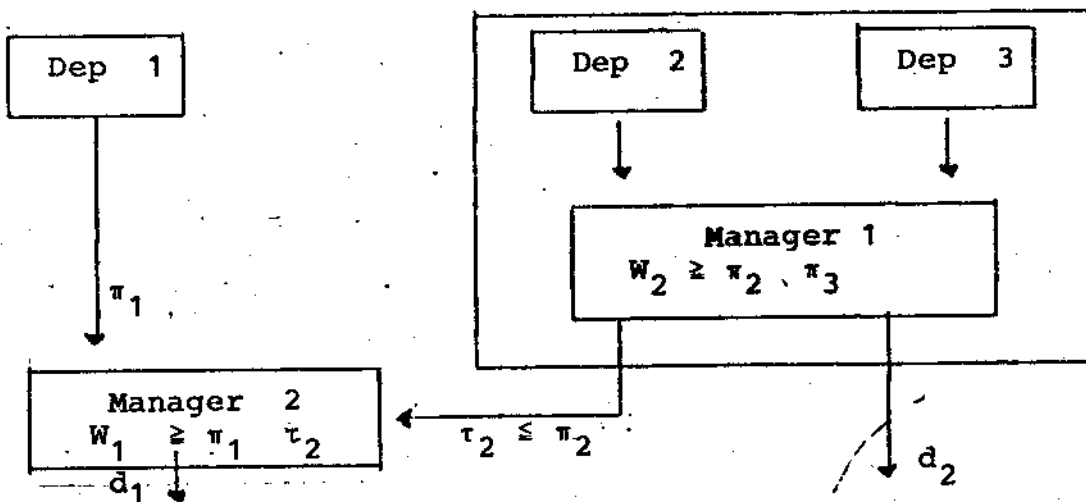 Dep 1
Dep 2
Dep 3
Manager 1
W₂ ≧ π₂、π₃
π₁
Manager 2
W₁ ≧ π₁ τ₂
τ₂ ≦ π₂
d₁
d₂